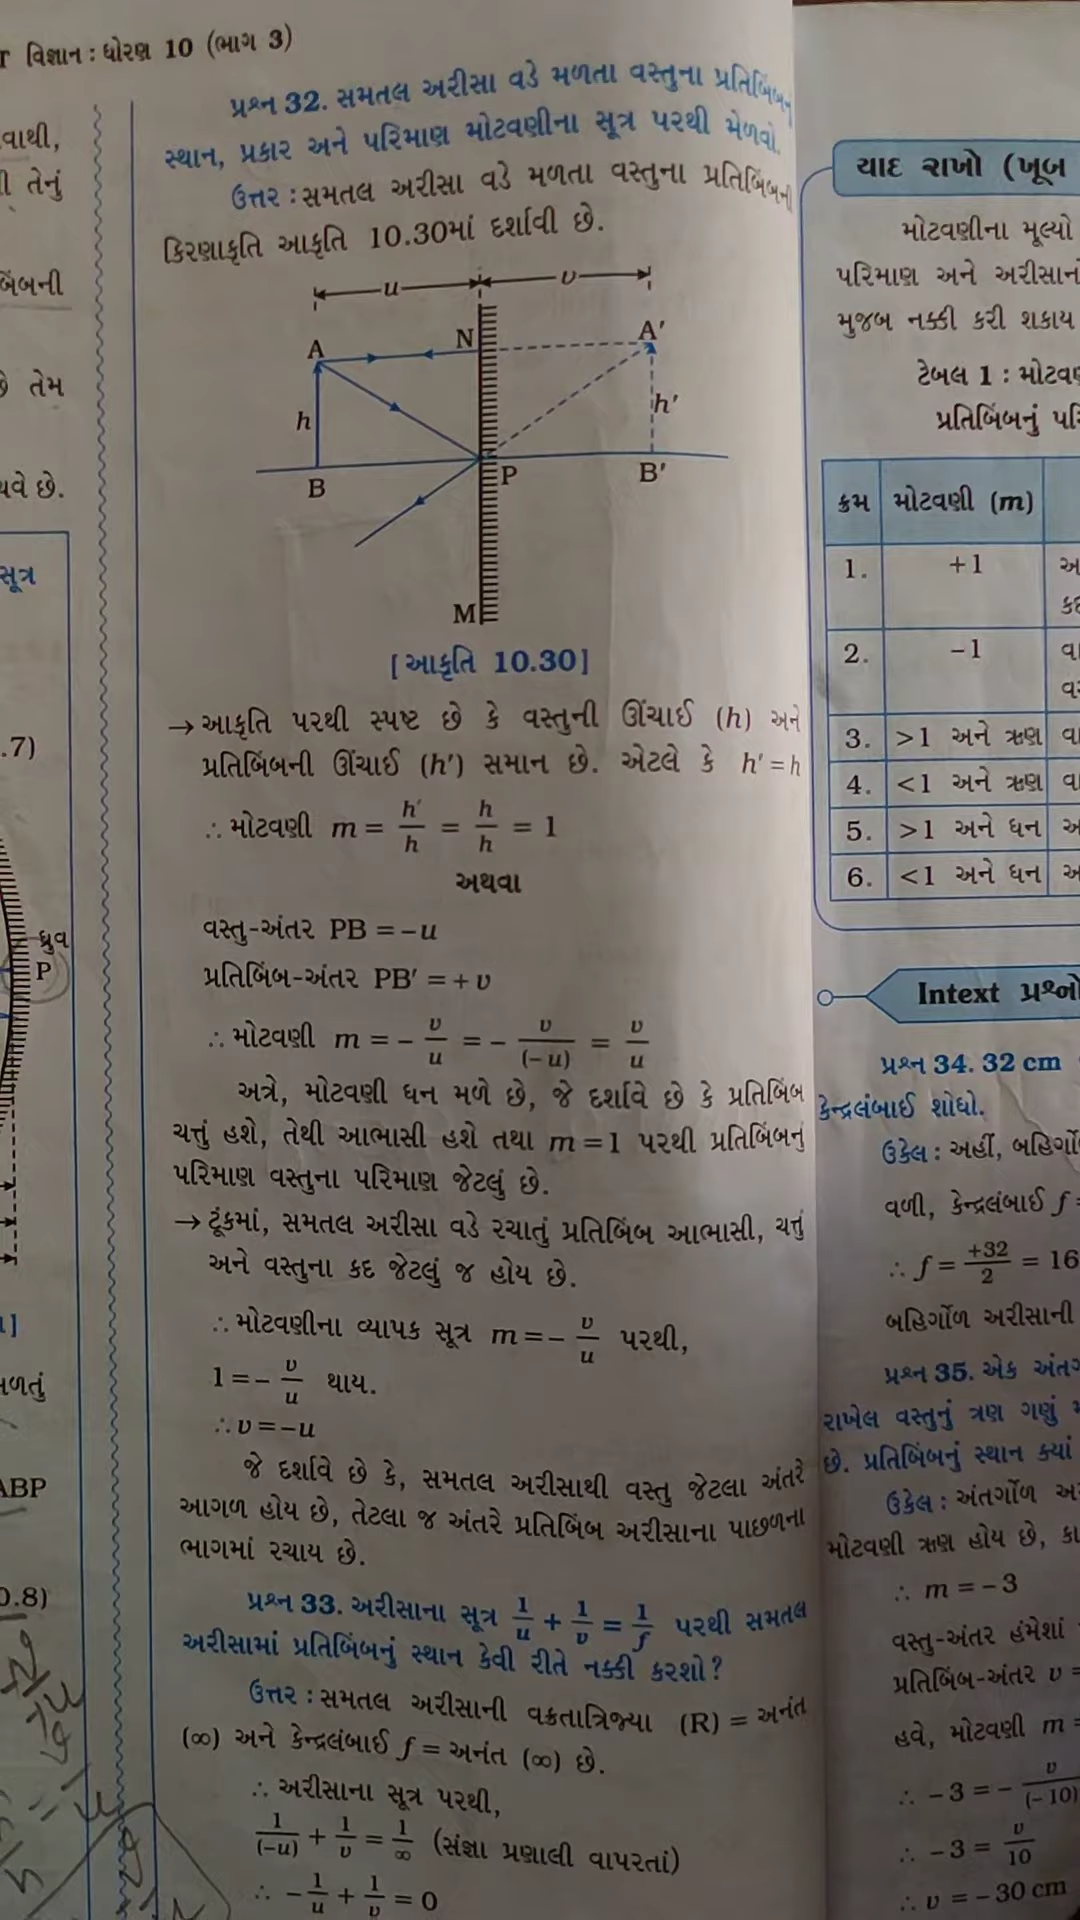 વિજ્ઞાન : ધોરણ 10 (ભાગ 3)
વાથી,
તેનું
બિંબની
તેમ
વે છે.
સૂત્ર
.7)
ધ્રુવ
P
ળતું
ABP
0.8)
પ્રશ્ન 32. સમતલ અરીસા વડે મળતા વસ્તુના પ્રતિબિંબનું
સ્થાન, પ્રકાર અને પરિમાણ મોટવણીના સૂત્ર પરથી મેળવો.
ઉત્તર : સમતલ અરીસા વડે મળતા વસ્તુના પ્રતિબિંબની
કિરણાકૃતિ આકૃતિ 10.30માં દર્શાવી છે.
u υ
A N A′
h h′
B P B′
M
[આકૃતિ 10.30]
→ આકૃતિ પરથી સ્પષ્ટ છે કે વસ્તુની ઊંચાઈ (h) અને
પ્રતિબિંબની ઊંચાઈ (h′) સમાન છે. એટલે કે h′ = h
∴ મોટવણી m = h′/h = h/h = 1
અથવા
વસ્તુ-અંતર PB = –u
પ્રતિબિંબ-અંતર PB′ = +υ
∴ મોટવણી m = – υ/u = – υ/(–u) = υ/u
અત્રે, મોટવણી ધન મળે છે, જે દર્શાવે છે કે પ્રતિબિંબ
ચત્તું હશે, તેથી આભાસી હશે તથા m = 1 પરથી પ્રતિબિંબનું
પરિમાણ વસ્તુના પરિમાણ જેટલું છે.
→ ટૂંકમાં, સમતલ અરીસા વડે રચાતું પ્રતિબિંબ આભાસી, ચત્તું
અને વસ્તુના કદ જેટલું જ હોય છે.
∴ મોટવણીના વ્યાપક સૂત્ર m = – υ/u પરથી,
1 = – υ/u થાય.
∴ υ = –u
જે દર્શાવે છે કે, સમતલ અરીસાથી વસ્તુ જેટલા અંતરે
આગળ હોય છે, તેટલા જ અંતરે પ્રતિબિંબ અરીસાના પાછળના
ભાગમાં રચાય છે.
પ્રશ્ન 33. અરીસાના સૂત્ર 1/u + 1/υ = 1/f પરથી સમતલ
અરીસામાં પ્રતિબિંબનું સ્થાન કેવી રીતે નક્કી કરશો?
ઉત્તર : સમતલ અરીસાની વક્રતાત્રિજ્યા (R) = અનંત
(∞) અને કેન્દ્રલંબાઈ f = અનંત (∞) છે.
∴ અરીસાના સૂત્ર પરથી,
1/(–u) + 1/υ = 1/∞ (સંજ્ઞા પ્રણાલી વાપરતાં)
∴ – 1/u + 1/υ = 0
યાદ રાખો (ખૂબ
મોટવણીના મૂલ્યો
પરિમાણ અને અરીસાન
મુજબ નક્કી કરી શકાય
ટેબલ 1 : મોટવણ
પ્રતિબિંબનું પરિ
ક્રમ મોટવણી (m)
1. +1 અ
2. –1 વા
3. >1 અને ઋણ વા
4. <1 અને ઋણ વા
5. >1 અને ધન અ
6. <1 અને ધન અ
Intext પ્રશ્નો
પ્રશ્ન 34. 32 cm
કેન્દ્રલંબાઈ શોધો.
ઉકેલ : અહીં, બહિર્ગો
વળી, કેન્દ્રલંબાઈ f =
∴ f = +32/2 = 16
બહિર્ગોળ અરીસાની
પ્રશ્ન 35. એક અંતર્ગ
રાખેલ વસ્તુનું ત્રણ ગણું
છે. પ્રતિબિંબનું સ્થાન ક્યાં
ઉકેલ : અંતર્ગોળ અર
મોટવણી ઋણ હોય છે, કા
∴ m = –3
વસ્તુ-અંતર હંમેશાં
પ્રતિબિંબ-અંતર υ =
હવે, મોટવણી m =
∴ –3 = – υ/(–10)
∴ –3 = υ/10
∴ υ = –30 cm